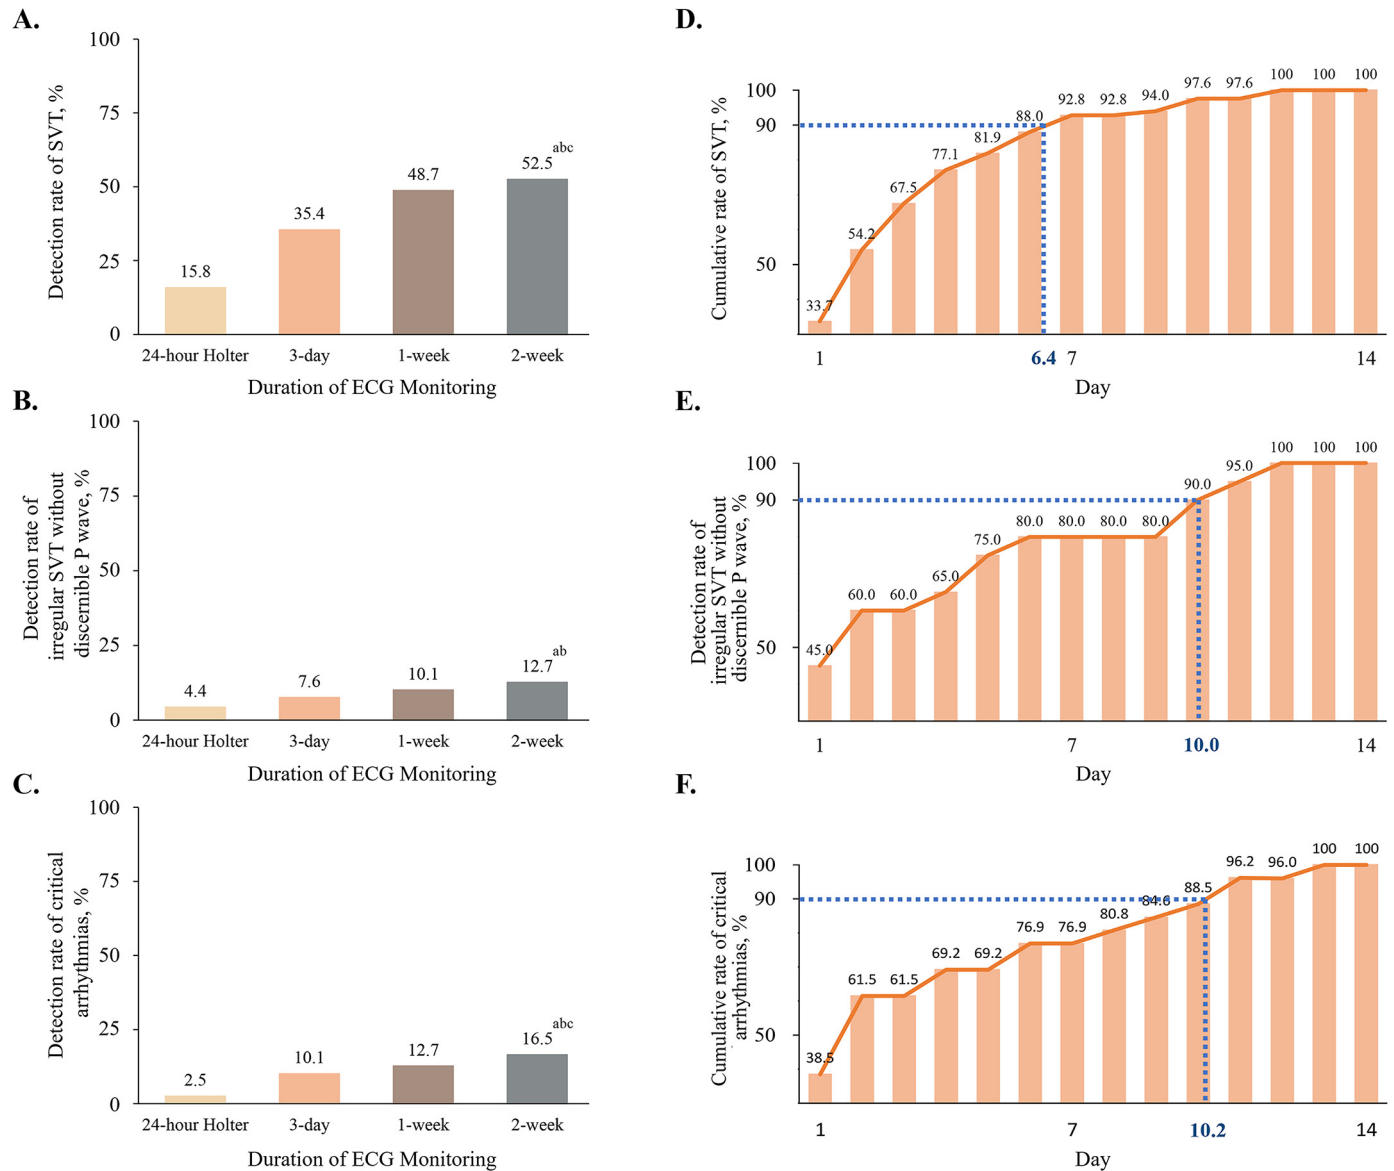 A.
Detection rate of SVT, %
100
75
50
25
0
15.8
35.4
48.7
52.5 abc
24-hour Holter 3-day 1-week 2-week
Duration of ECG Monitoring
B.
Detection rate of
irregular SVT without
discernible P wave, %
100
75
50
25
0
4.4
7.6
10.1
12.7 ab
24-hour Holter 3-day 1-week 2-week
Duration of ECG Monitoring
C.
Detection rate of critical
arrhythmias, %
100
75
50
25
0
2.5
10.1
12.7
16.5 abc
24-hour Holter 3-day 1-week 2-week
Duration of ECG Monitoring
D.
Cumulative rate of SVT, %
100
90
50
33.7 54.2 67.5 77.1 81.9 88.0 92.8 92.8 94.0 97.6 97.6 100 100 100
1 6.4 7 14
Day
E.
Detection rate of
irregular SVT without
discernible P wave, %
100
90
50
45.0 60.0 60.0 65.0 75.0 80.0 80.0 80.0 80.0 90.0 95.0 100 100 100
1 7 10.0 14
Day
F.
Cumulative rate of critical
arrhythmias, %
100
90
50
38.5 61.5 61.5 69.2 69.2 76.9 76.9 80.8 84.6 88.5 96.2 96.0 100 100
1 7 10.2 14
Day